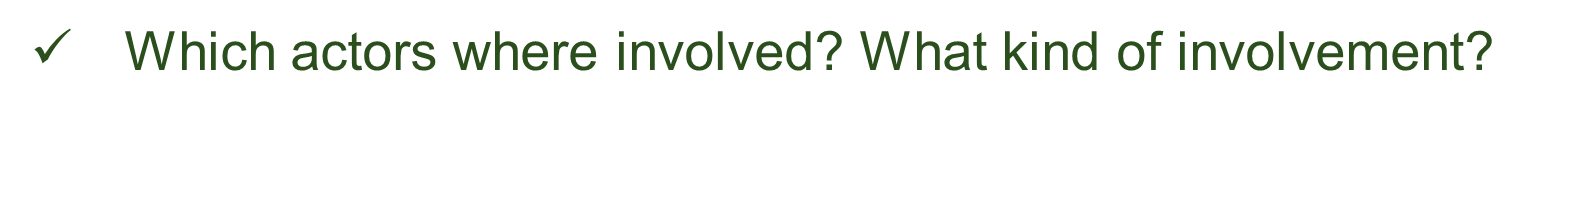 ✓ Which actors where involved? What kind of involvement?